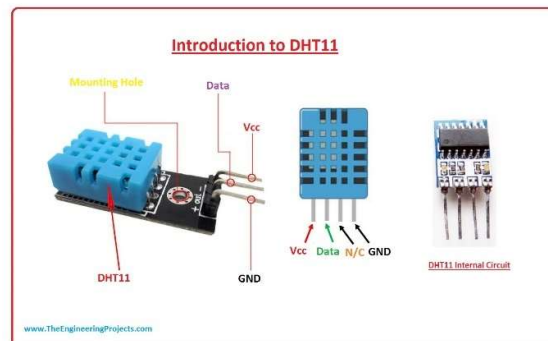 Introduction to DHT11
Mounting Hole
Data
Vcc
DHT11
GND
Vcc Data N/C GND
DHT11 Internal Circuit
www.TheEngineeringProjects.com